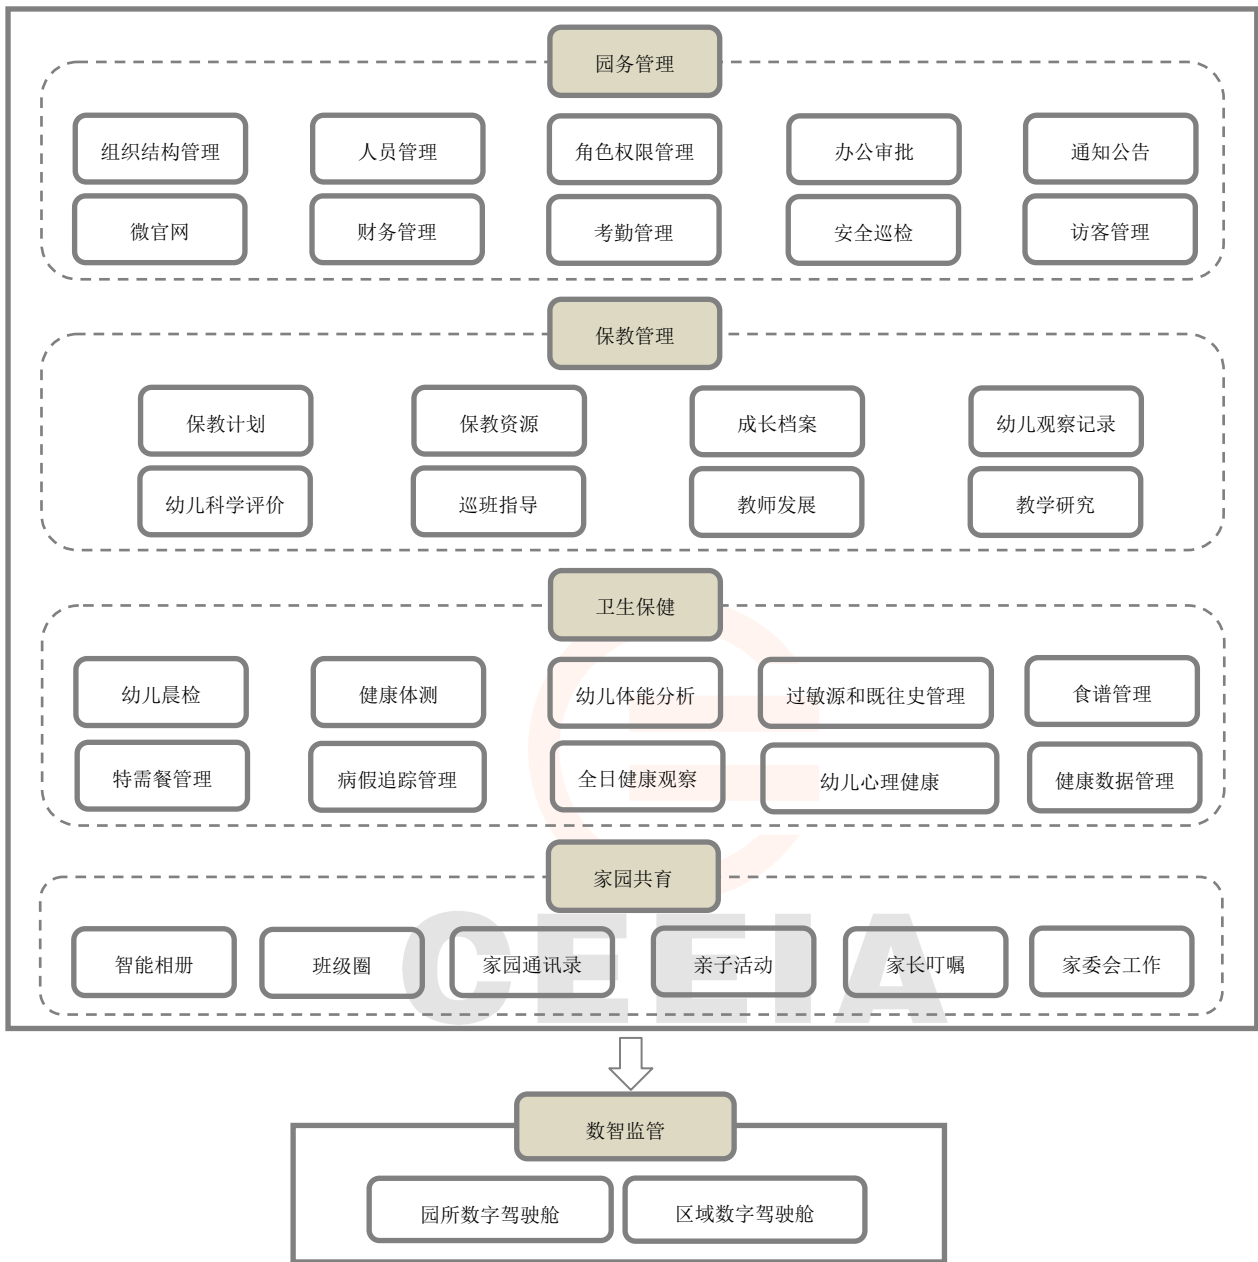 园务管理
组织结构管理 人员管理 角色权限管理 办公审批 通知公告
微官网 财务管理 考勤管理 安全巡检 访客管理
保教管理
保教计划 保教资源 成长档案 幼儿观察记录
幼儿科学评价 巡班指导 教师发展 教学研究
卫生保健
幼儿晨检 健康体测 幼儿体能分析 过敏源和既往史管理 食谱管理
特需餐管理 病假追踪管理 全日健康观察 幼儿心理健康 健康数据管理
家园共育
智能相册 班级圈 家园通讯录 亲子活动 家长叮嘱 家委会工作
CEEIA
数智监管
园所数字驾驶舱 区域数字驾驶舱